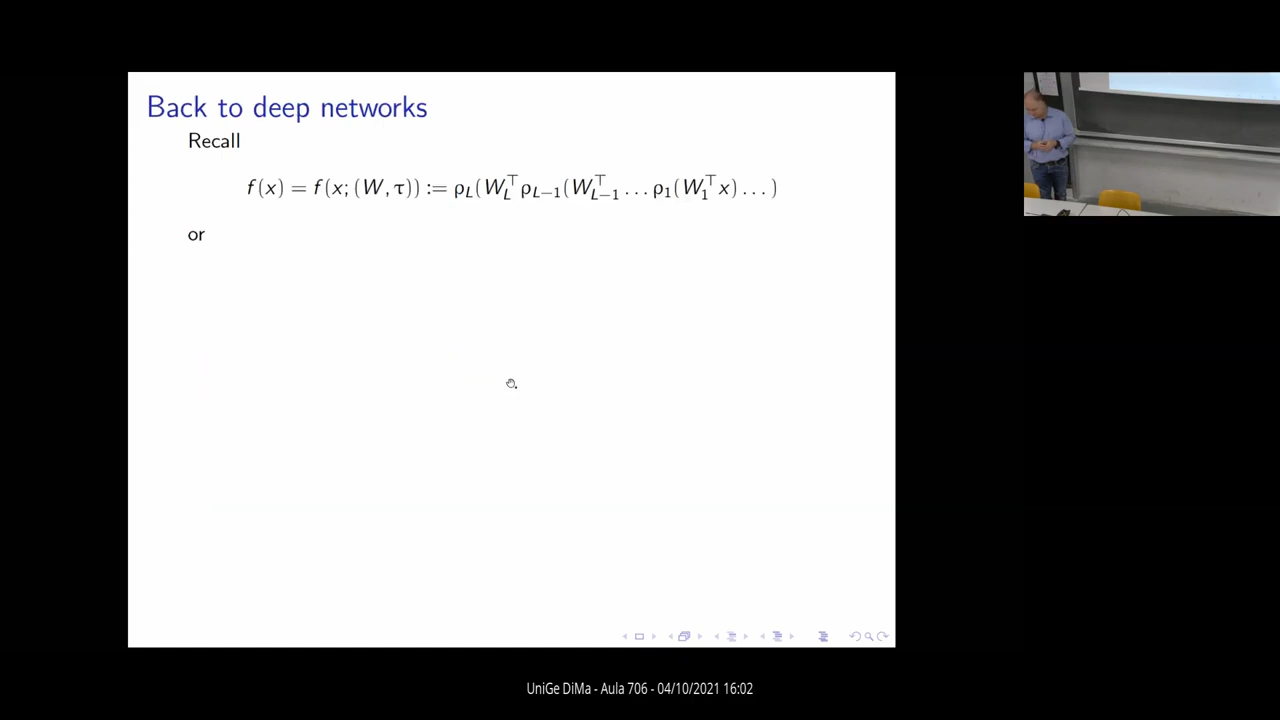 Back to deep networks
Recall
f(x) = f(x; (W, τ)) := ρ_L(W_L^⊤ρ_{L−1}(W_{L−1}^⊤ … ρ_1(W_1^⊤x) … )
or
UniGe DiMa - Aula 706 - 04/10/2021 16:02